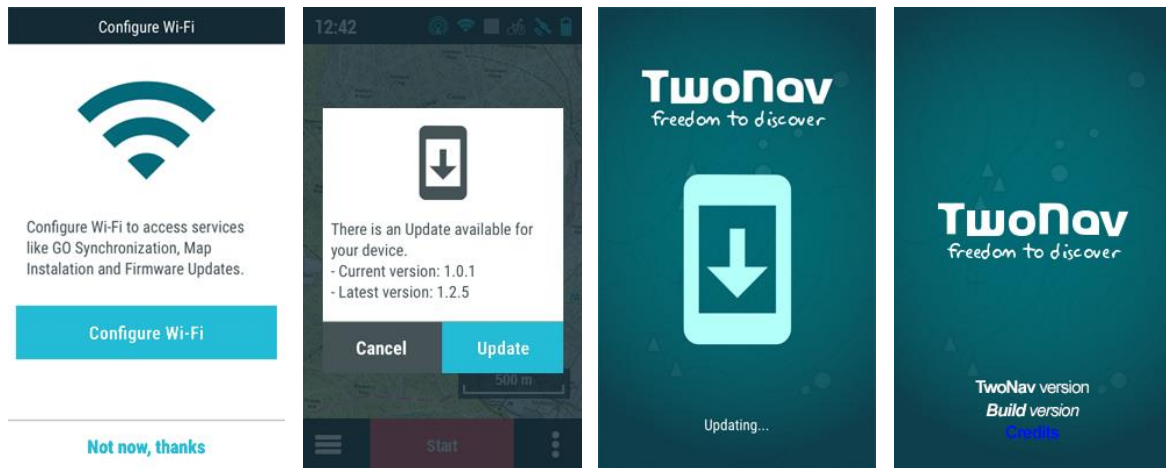 Configure Wi-Fi
Configure Wi-Fi to access services
like GO Synchronization, Map
Instalation and Firmware Updates.
Configure Wi-Fi
Not now, thanks
12:42
There is an Update available for
your device.
- Current version: 1.0.1
- Latest version: 1.2.5
Cancel
Update
500 m
Start
TwoNav
freedom to discover
Updating...
TwoNav
freedom to discover
TwoNav version
Build version
Credits